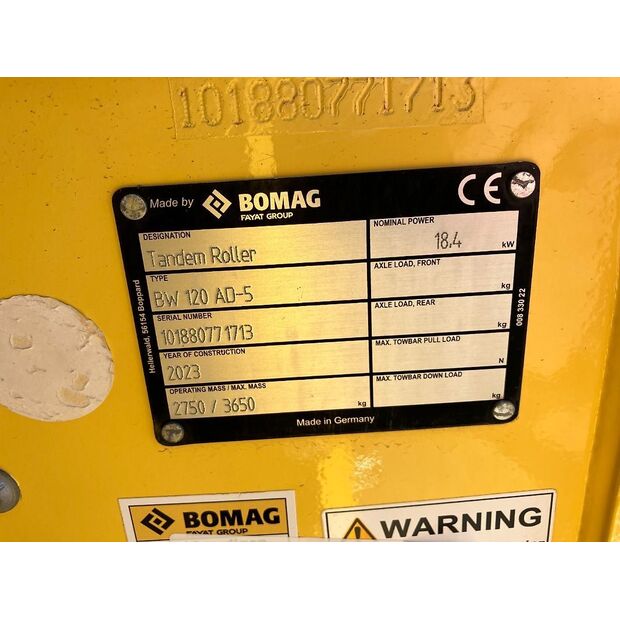 101880771713
Made by BOMAG
FAYAT GROUP
CE
DESIGNATION
Tandem Roller
NOMINAL POWER
18,4 kW
TYPE
BW 120 AD-5
AXLE LOAD, FRONT
kg
SERIAL NUMBER
101880771713
AXLE LOAD, REAR
kg
YEAR OF CONSTRUCTION
2023
MAX. TOWBAR PULL LOAD
N
OPERATING MASS / MAX. MASS
2750 / 3650 kg
MAX. TOWBAR DOWN LOAD
kg
Hellerwald, 56154 Boppard
008 330 22
Made in Germany
BOMAG
FAYAT GROUP
WARNING